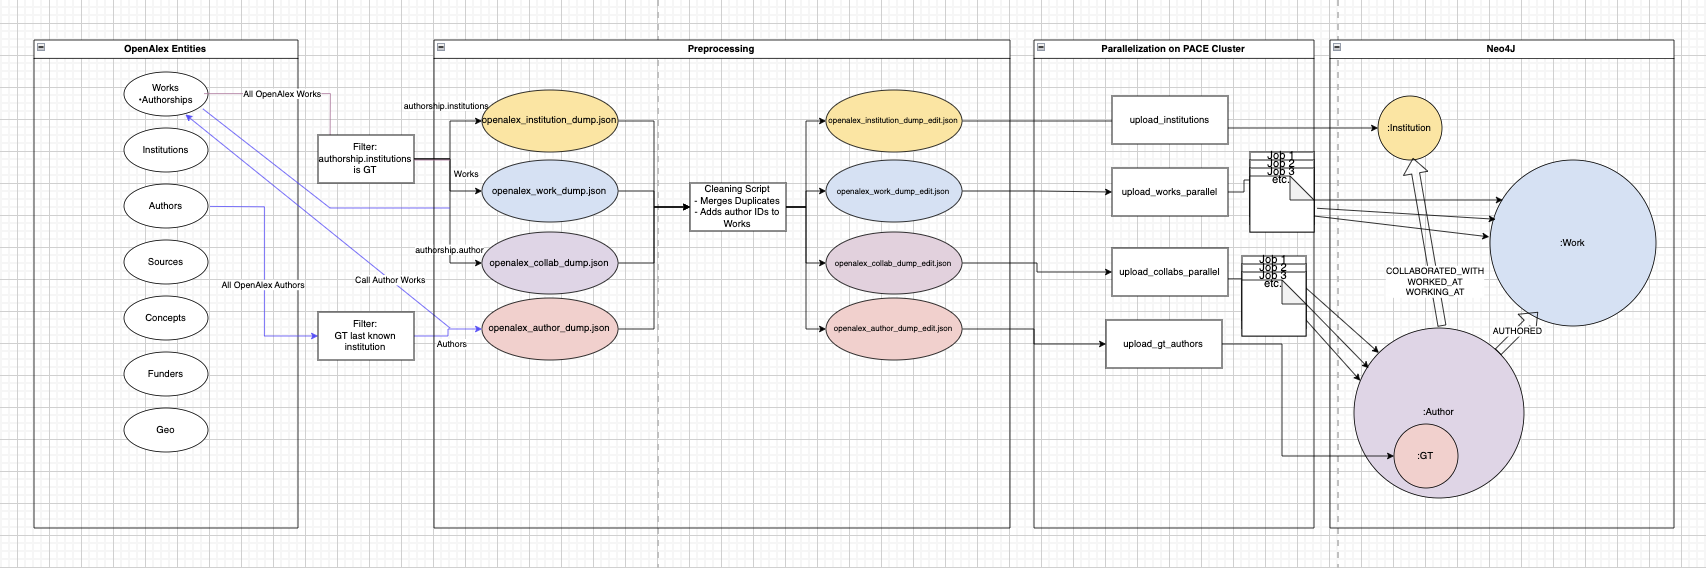 OpenAlex Entities
Works
•Authorships
Institutions
Authors
Sources
Concepts
Funders
Geo
All OpenAlex Works
All OpenAlex Authors
Filter:
authorship.institutions
is GT
Filter:
GT last known
institution
Call Author Works
Preprocessing
authorship.institutions
Works
authorship.author
Authors
openalex_institution_dump.json
openalex_work_dump.json
openalex_collab_dump.json
openalex_author_dump.json
Cleaning Script
- Merges Duplicates
- Adds author IDs to
Works
openalex_institution_dump_edit.json
openalex_work_dump_edit.json
openalex_collab_dump_edit.json
openalex_author_dump_edit.json
Parallelization on PACE Cluster
upload_institutions
upload_works_parallel
Job 1
Job 2
Job 3
etc.
upload_collabs_parallel
Job 1
Job 2
Job 3
etc.
upload_gt_authors
Neo4J
:Institution
:Work
COLLABORATED_WITH
WORKED_AT
WORKING_AT
AUTHORED
:Author
:GT